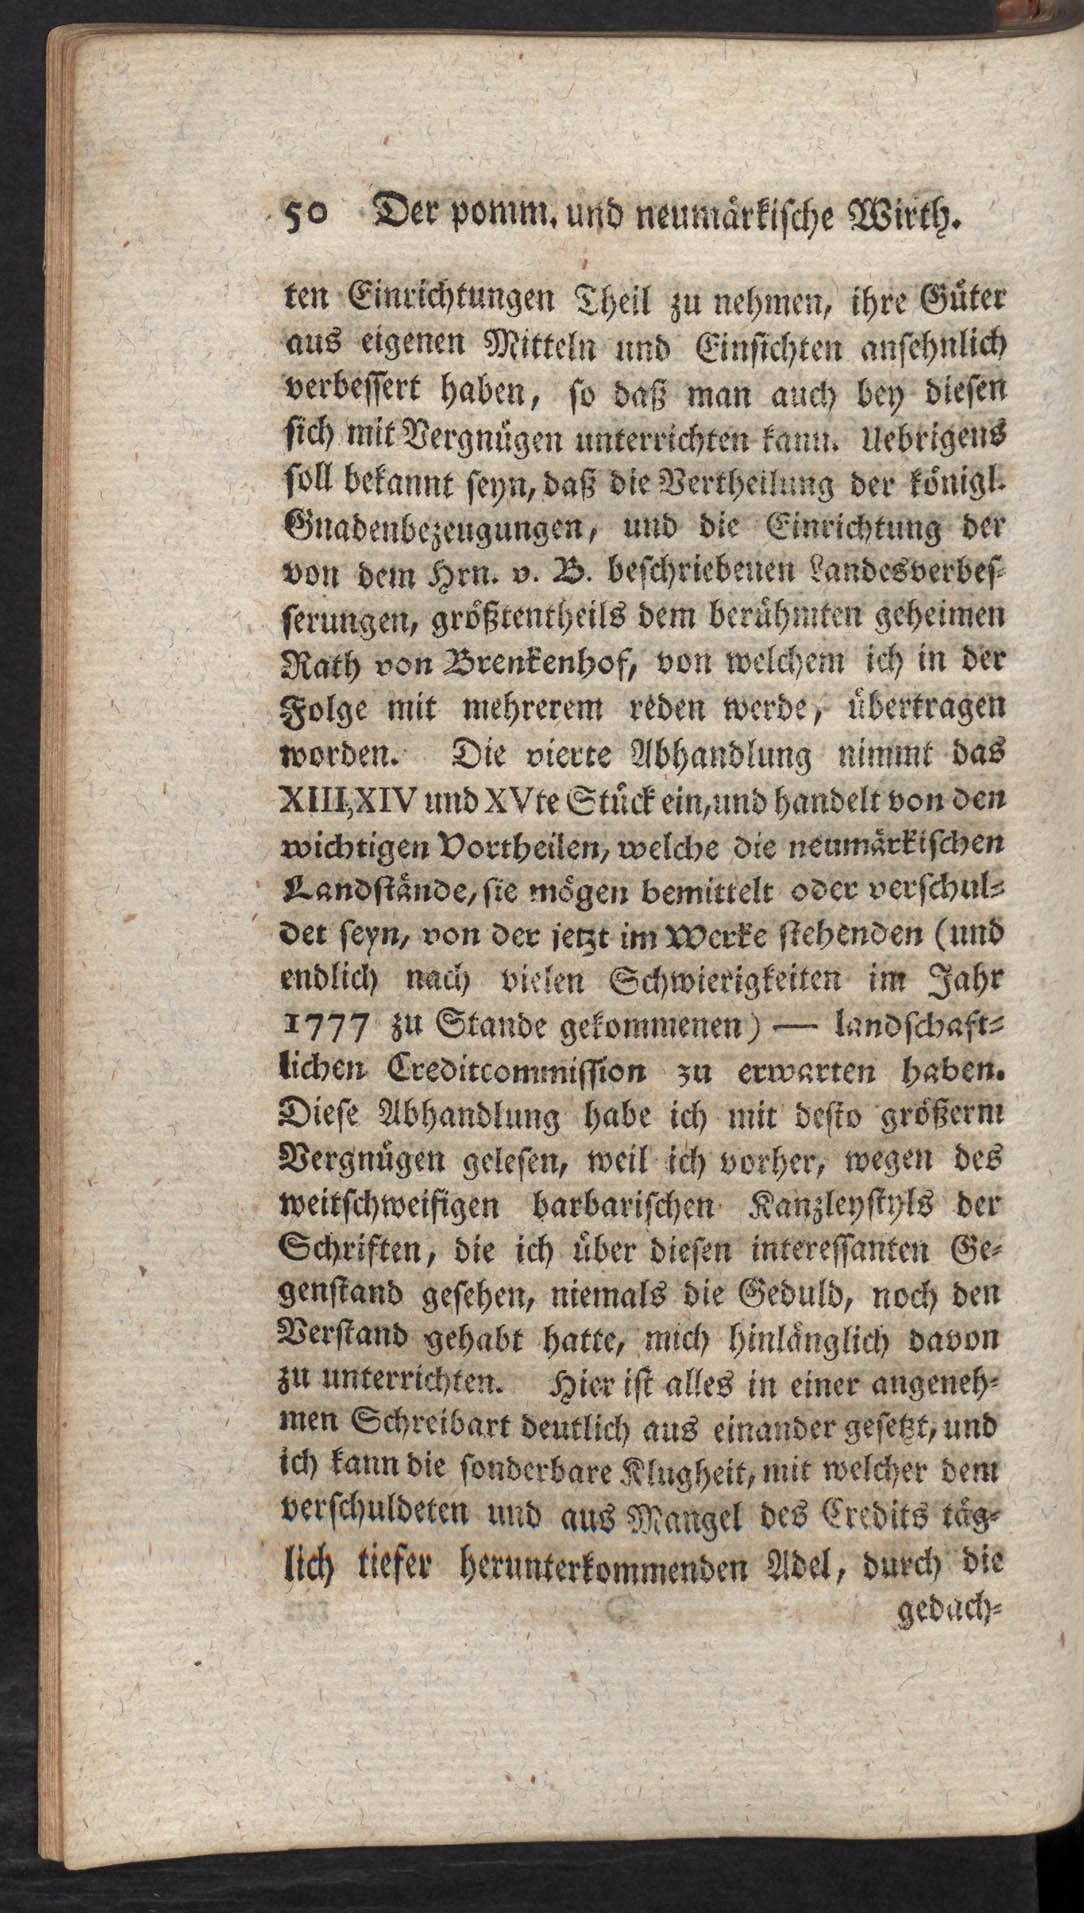 50 Der pomm. und neumärkische Wirth.
ten Einrichtungen Theil zu nehmen, ihre Güter
aus eigenen Mitteln und Einsichten ansehnlich
verbessert haben, so daß man auch bey diesen
sich mit Vergnügen unterrichten kann. Uebrigens
soll bekannt seyn, daß die Vertheilung der königl.
Gnadenbezeugungen, und die Einrichtung der
von dem Hrn. v. B. beschriebenen Landesverbes-
serungen, größtentheils dem berühmten geheimen
Rath von Brenkenhof, von welchem ich in der
Folge mit mehrerem reden werde, übertragen
worden. Die vierte Abhandlung nimmt das
XIII, XIV und XVte Stück ein, und handelt von den
wichtigen Vortheilen, welche die neumärkischen
Landstände, sie mögen bemittelt oder verschul-
det seyn, von der jetzt im Werke stehenden (und
endlich nach vielen Schwierigkeiten im Jahr
1777 zu Stande gekommenen) — landschaft-
lichen Creditcommission zu erwarten haben.
Diese Abhandlung habe ich mit desto größerm
Vergnügen gelesen, weil ich vorher, wegen des
weitschweifigen barbarischen Kanzleystyls der
Schriften, die ich über diesen interessanten Ge-
genstand gesehen, niemals die Geduld, noch den
Verstand gehabt hatte, mich hinlänglich davon
zu unterrichten. Hier ist alles in einer angeneh-
men Schreibart deutlich aus einander gesetzt, und
ich kann die sonderbare Klugheit, mit welcher dem
verschuldeten und aus Mangel des Credits täg-
lich tiefer herunterkommenden Adel, durch die
gedach-